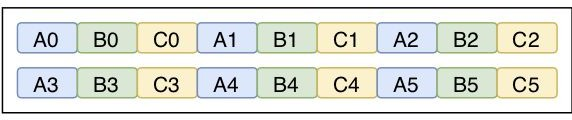 A0 B0 C0 A1 B1 C1 A2 B2 C2
A3 B3 C3 A4 B4 C4 A5 B5 C5